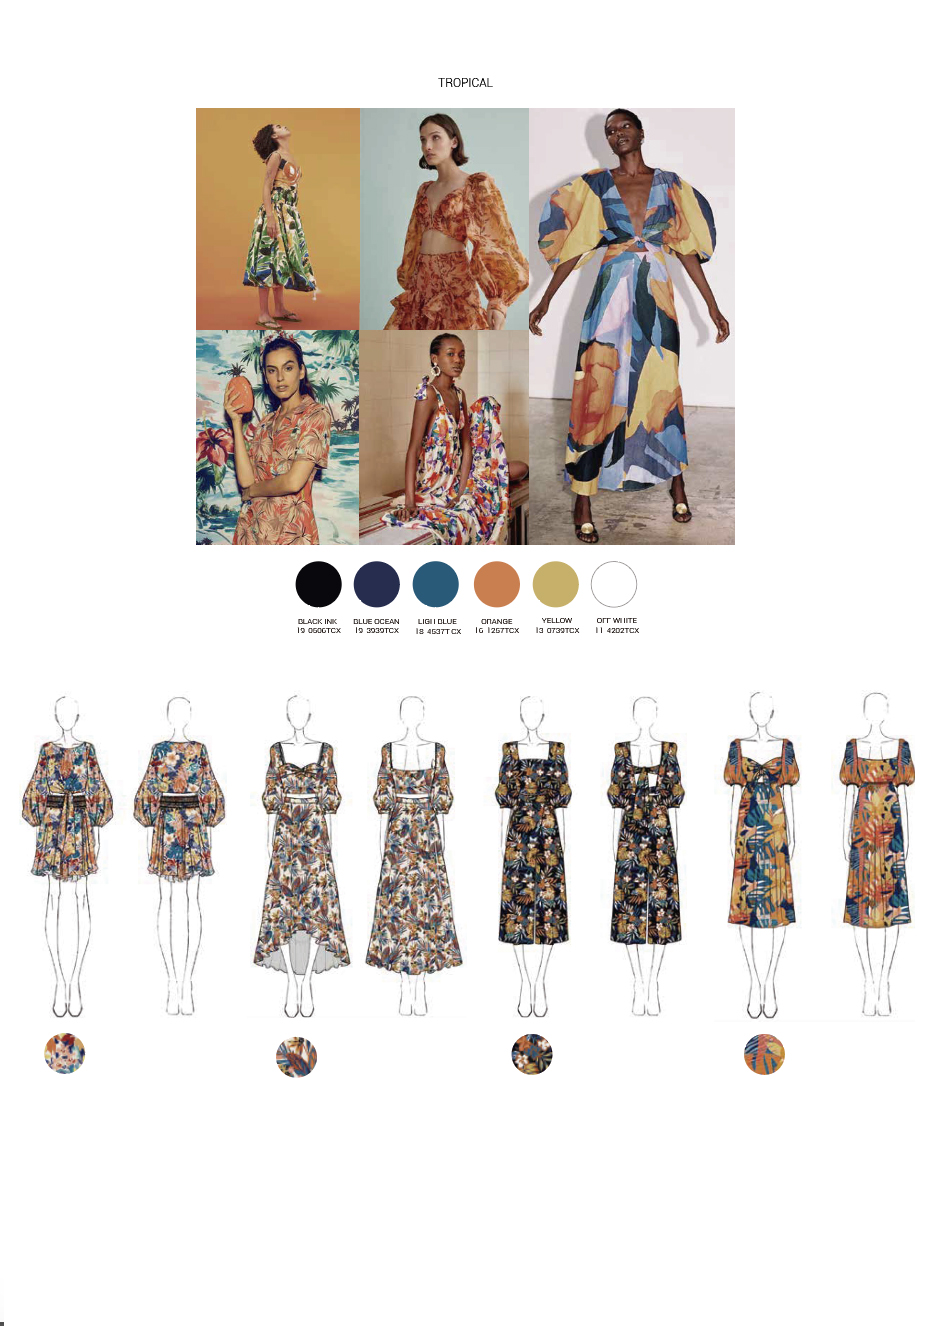 TROPICAL
BLACK INK BLUE OCEAN LIGHT BLUE ORANGE YELLOW OFF WHITE
19 0506TCX 19 3939TCX 18 4537TCX 16 1257TCX 13 0739TCX 11 4202TCX